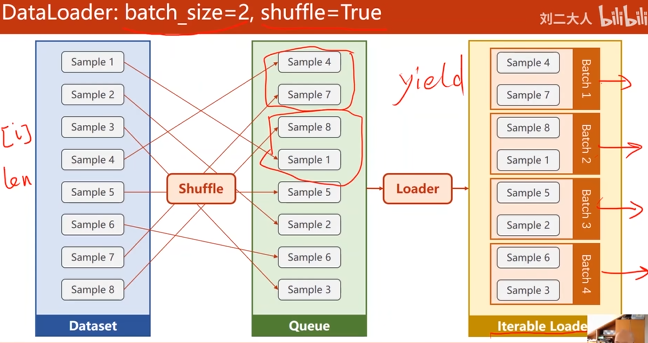 DataLoader: batch_size=2, shuffle=True
刘二大人 bilibili
Sample 1
Sample 2
Sample 3
Sample 4
Sample 5
Sample 6
Sample 7
Sample 8
Dataset
[i]
len
Shuffle
Sample 4
Sample 7
Sample 8
Sample 1
Sample 5
Sample 2
Sample 6
Sample 3
Queue
yield
Loader
Sample 4
Sample 7
Batch 1
Sample 8
Sample 1
Batch 2
Sample 5
Sample 2
Batch 3
Sample 6
Sample 3
Batch 4
Iterable Loade